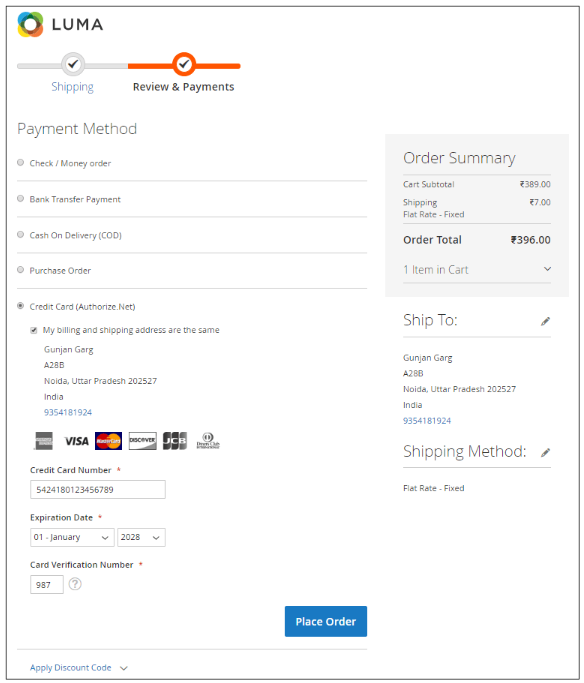 LUMA
Shipping
Review & Payments
Payment Method
Check / Money order
Bank Transfer Payment
Cash On Delivery (COD)
Purchase Order
Credit Card (Authorize.Net)
My billing and shipping address are the same
Gunjan Garg
A28B
Noida, Uttar Pradesh 202527
India
9354181924
VISA
MasterCard
DISCOVER
JCB
Credit Card Number *
5424180123456789
Expiration Date *
01 - January 2028
Card Verification Number *
987 ?
Place Order
Apply Discount Code
Order Summary
Cart Subtotal ₹389.00
Shipping ₹7.00
Flat Rate - Fixed
Order Total ₹396.00
1 Item in Cart
Ship To:
Gunjan Garg
A28B
Noida, Uttar Pradesh 202527
India
9354181924
Shipping Method:
Flat Rate - Fixed